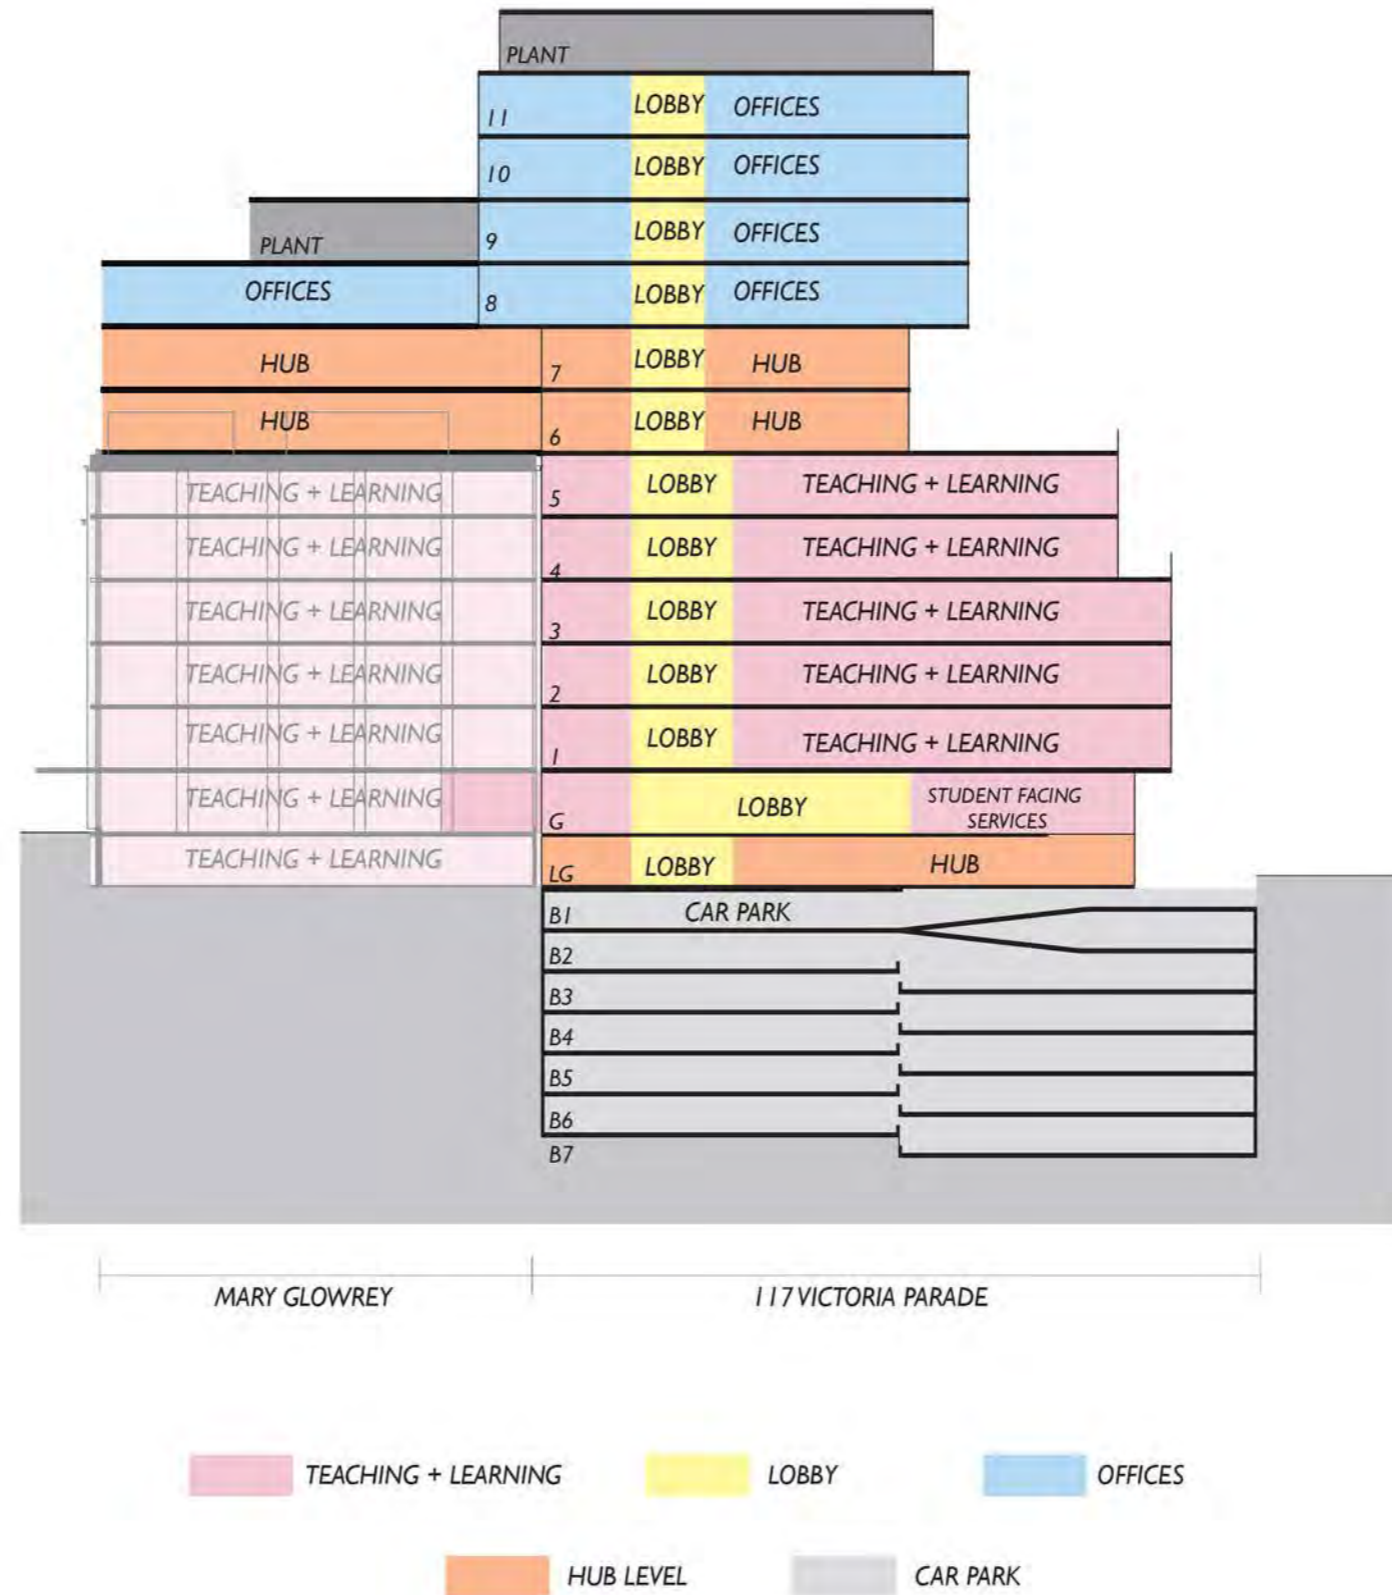 PLANT
11 LOBBY OFFICES
10 LOBBY OFFICES
9 LOBBY OFFICES
PLANT
OFFICES 8 LOBBY OFFICES
HUB 7 LOBBY HUB
HUB 6 LOBBY HUB
TEACHING + LEARNING 5 LOBBY TEACHING + LEARNING
TEACHING + LEARNING 4 LOBBY TEACHING + LEARNING
TEACHING + LEARNING 3 LOBBY TEACHING + LEARNING
TEACHING + LEARNING 2 LOBBY TEACHING + LEARNING
TEACHING + LEARNING 1 LOBBY TEACHING + LEARNING
TEACHING + LEARNING G LOBBY STUDENT FACING
SERVICES
TEACHING + LEARNING LG LOBBY HUB
B1 CAR PARK
B2
B3
B4
B5
B6
B7
MARY GLOWREY 117 VICTORIA PARADE
TEACHING + LEARNING LOBBY OFFICES
HUB LEVEL CAR PARK